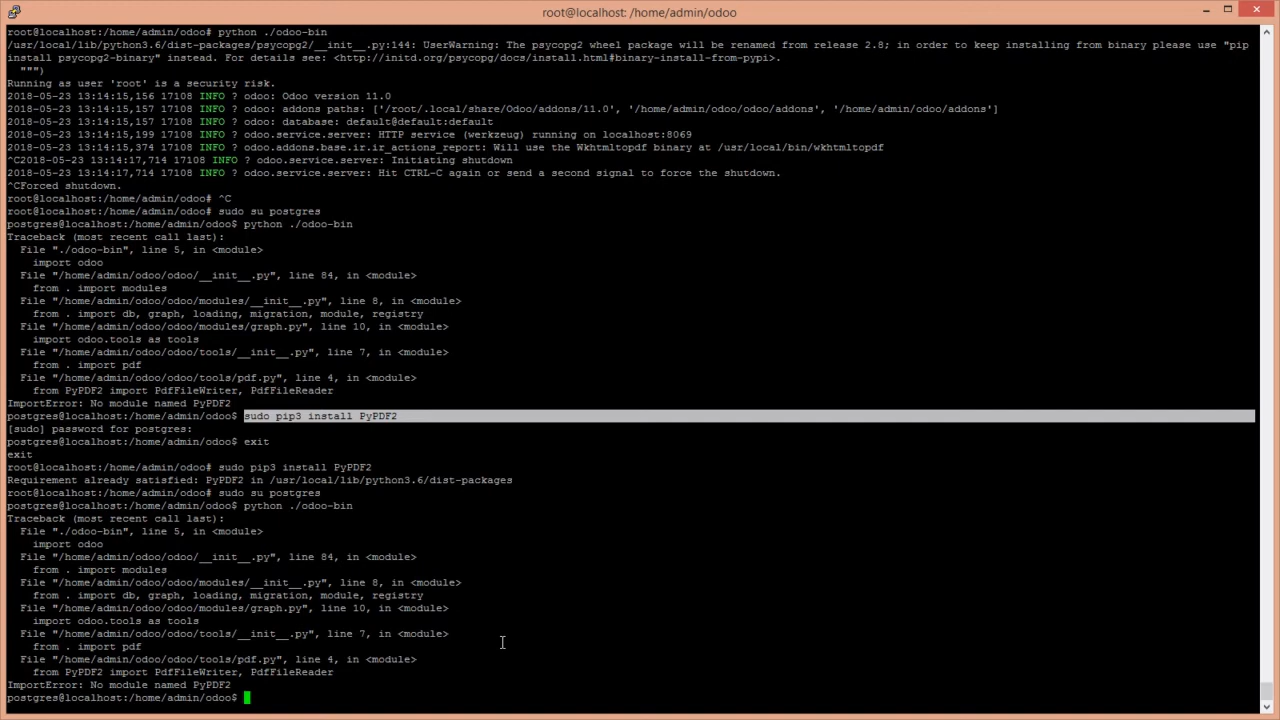 root@localhost: /home/admin/odoo
root@localhost:/home/admin/odoo# python ./odoo-bin
/usr/local/lib/python3.6/dist-packages/psycopg2/__init__.py:144: UserWarning: The psycopg2 wheel package will be renamed from release 2.8; in order to keep installing from binary please use "pip
install psycopg2-binary" instead. For details see: <http://initd.org/psycopg/docs/install.html#binary-install-from-pypi>.
  """)
Running as user 'root' is a security risk.
2018-05-23 13:14:15,156 17108 INFO ? odoo: Odoo version 11.0
2018-05-23 13:14:15,157 17108 INFO ? odoo: addons paths: ['/root/.local/share/Odoo/addons/11.0', '/home/admin/odoo/odoo/addons', '/home/admin/odoo/addons']
2018-05-23 13:14:15,157 17108 INFO ? odoo: database: default@default:default
2018-05-23 13:14:15,199 17108 INFO ? odoo.service.server: HTTP service (werkzeug) running on localhost:8069
2018-05-23 13:14:15,374 17108 INFO ? odoo.addons.base.ir.ir_actions_report: Will use the Wkhtmltopdf binary at /usr/local/bin/wkhtmltopdf
^C2018-05-23 13:14:17,714 17108 INFO ? odoo.service.server: Initiating shutdown
2018-05-23 13:14:17,714 17108 INFO ? odoo.service.server: Hit CTRL-C again or send a second signal to force the shutdown.
^CForced shutdown.
root@localhost:/home/admin/odoo# ^C
root@localhost:/home/admin/odoo# sudo su postgres
postgres@localhost:/home/admin/odoo$ python ./odoo-bin
Traceback (most recent call last):
  File "./odoo-bin", line 5, in <module>
    import odoo
  File "/home/admin/odoo/odoo/__init__.py", line 84, in <module>
    from . import modules
  File "/home/admin/odoo/odoo/modules/__init__.py", line 8, in <module>
    from . import db, graph, loading, migration, module, registry
  File "/home/admin/odoo/odoo/modules/graph.py", line 10, in <module>
    import odoo.tools as tools
  File "/home/admin/odoo/odoo/tools/__init__.py", line 7, in <module>
    from . import pdf
  File "/home/admin/odoo/odoo/tools/pdf.py", line 4, in <module>
    from PyPDF2 import PdfFileWriter, PdfFileReader
ImportError: No module named PyPDF2
postgres@localhost:/home/admin/odoo$ sudo pip3 install PyPDF2
[sudo] password for postgres:
postgres@localhost:/home/admin/odoo$ exit
exit
root@localhost:/home/admin/odoo# sudo pip3 install PyPDF2
Requirement already satisfied: PyPDF2 in /usr/local/lib/python3.6/dist-packages
root@localhost:/home/admin/odoo# sudo su postgres
postgres@localhost:/home/admin/odoo$ python ./odoo-bin
Traceback (most recent call last):
  File "./odoo-bin", line 5, in <module>
    import odoo
  File "/home/admin/odoo/odoo/__init__.py", line 84, in <module>
    from . import modules
  File "/home/admin/odoo/odoo/modules/__init__.py", line 8, in <module>
    from . import db, graph, loading, migration, module, registry
  File "/home/admin/odoo/odoo/modules/graph.py", line 10, in <module>
    import odoo.tools as tools
  File "/home/admin/odoo/odoo/tools/__init__.py", line 7, in <module>
    from . import pdf
  File "/home/admin/odoo/odoo/tools/pdf.py", line 4, in <module>
    from PyPDF2 import PdfFileWriter, PdfFileReader
ImportError: No module named PyPDF2
postgres@localhost:/home/admin/odoo$